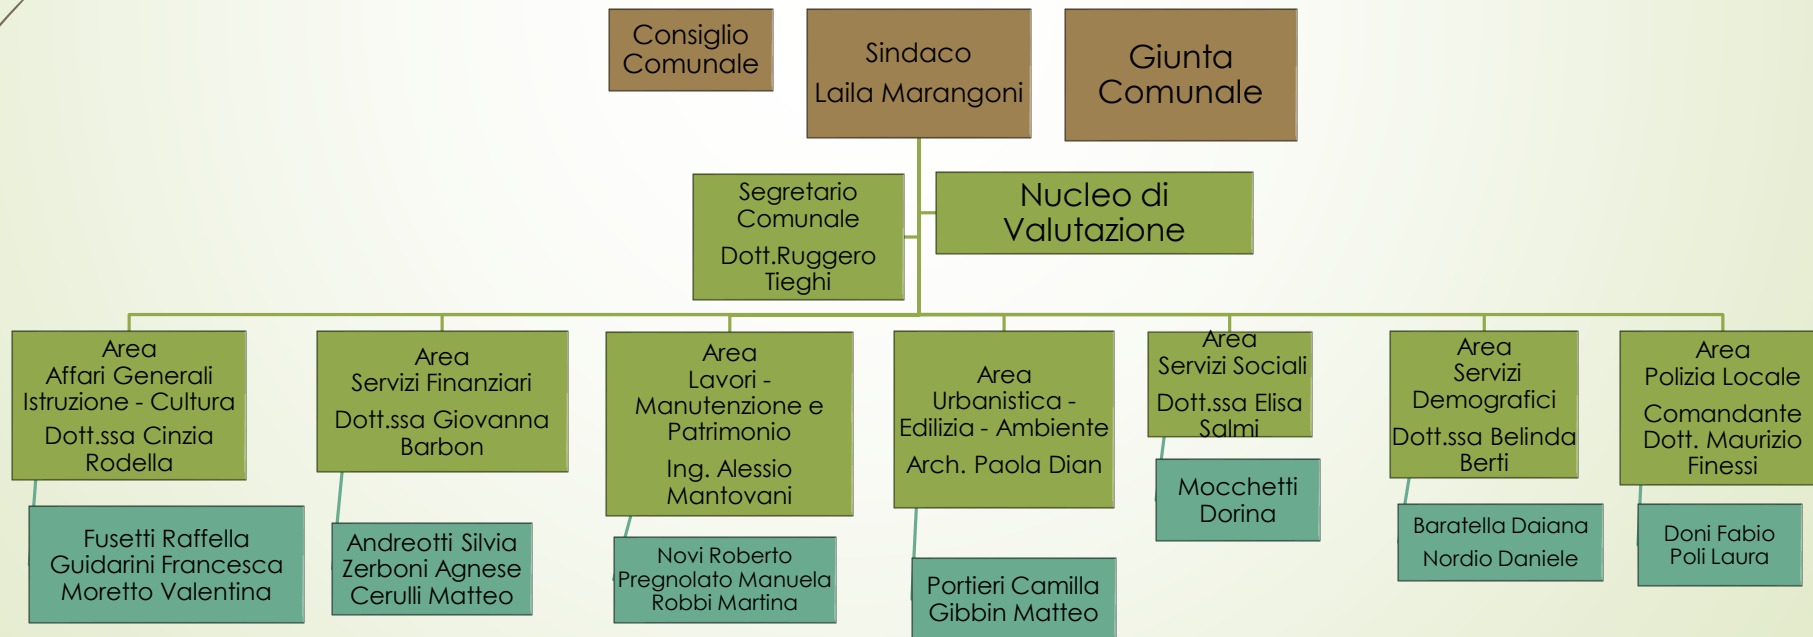 Consiglio
Comunale
Sindaco
Laila Marangoni
Giunta
Comunale
Segretario
Comunale
Dott.Ruggero
Tieghi
Nucleo di
Valutazione
Area
Affari Generali
Istruzione - Cultura
Dott.ssa Cinzia
Rodella
Area
Servizi Finanziari
Dott.ssa Giovanna
Barbon
Area
Lavori -
Manutenzione e
Patrimonio
Ing. Alessio
Mantovani
Area
Urbanistica -
Edilizia - Ambiente
Arch. Paola Dian
Area
Servizi Sociali
Dott.ssa Elisa
Salmi
Area
Servizi
Demografici
Dott.ssa Belinda
Berti
Area
Polizia Locale
Comandante
Dott. Maurizio
Finessi
Fusetti Raffella
Guidarini Francesca
Moretto Valentina
Andreotti Silvia
Zerboni Agnese
Cerulli Matteo
Novi Roberto
Pregnolato Manuela
Robbi Martina
Portieri Camilla
Gibbin Matteo
Mocchetti
Dorina
Baratella Daiana
Nordio Daniele
Doni Fabio
Poli Laura